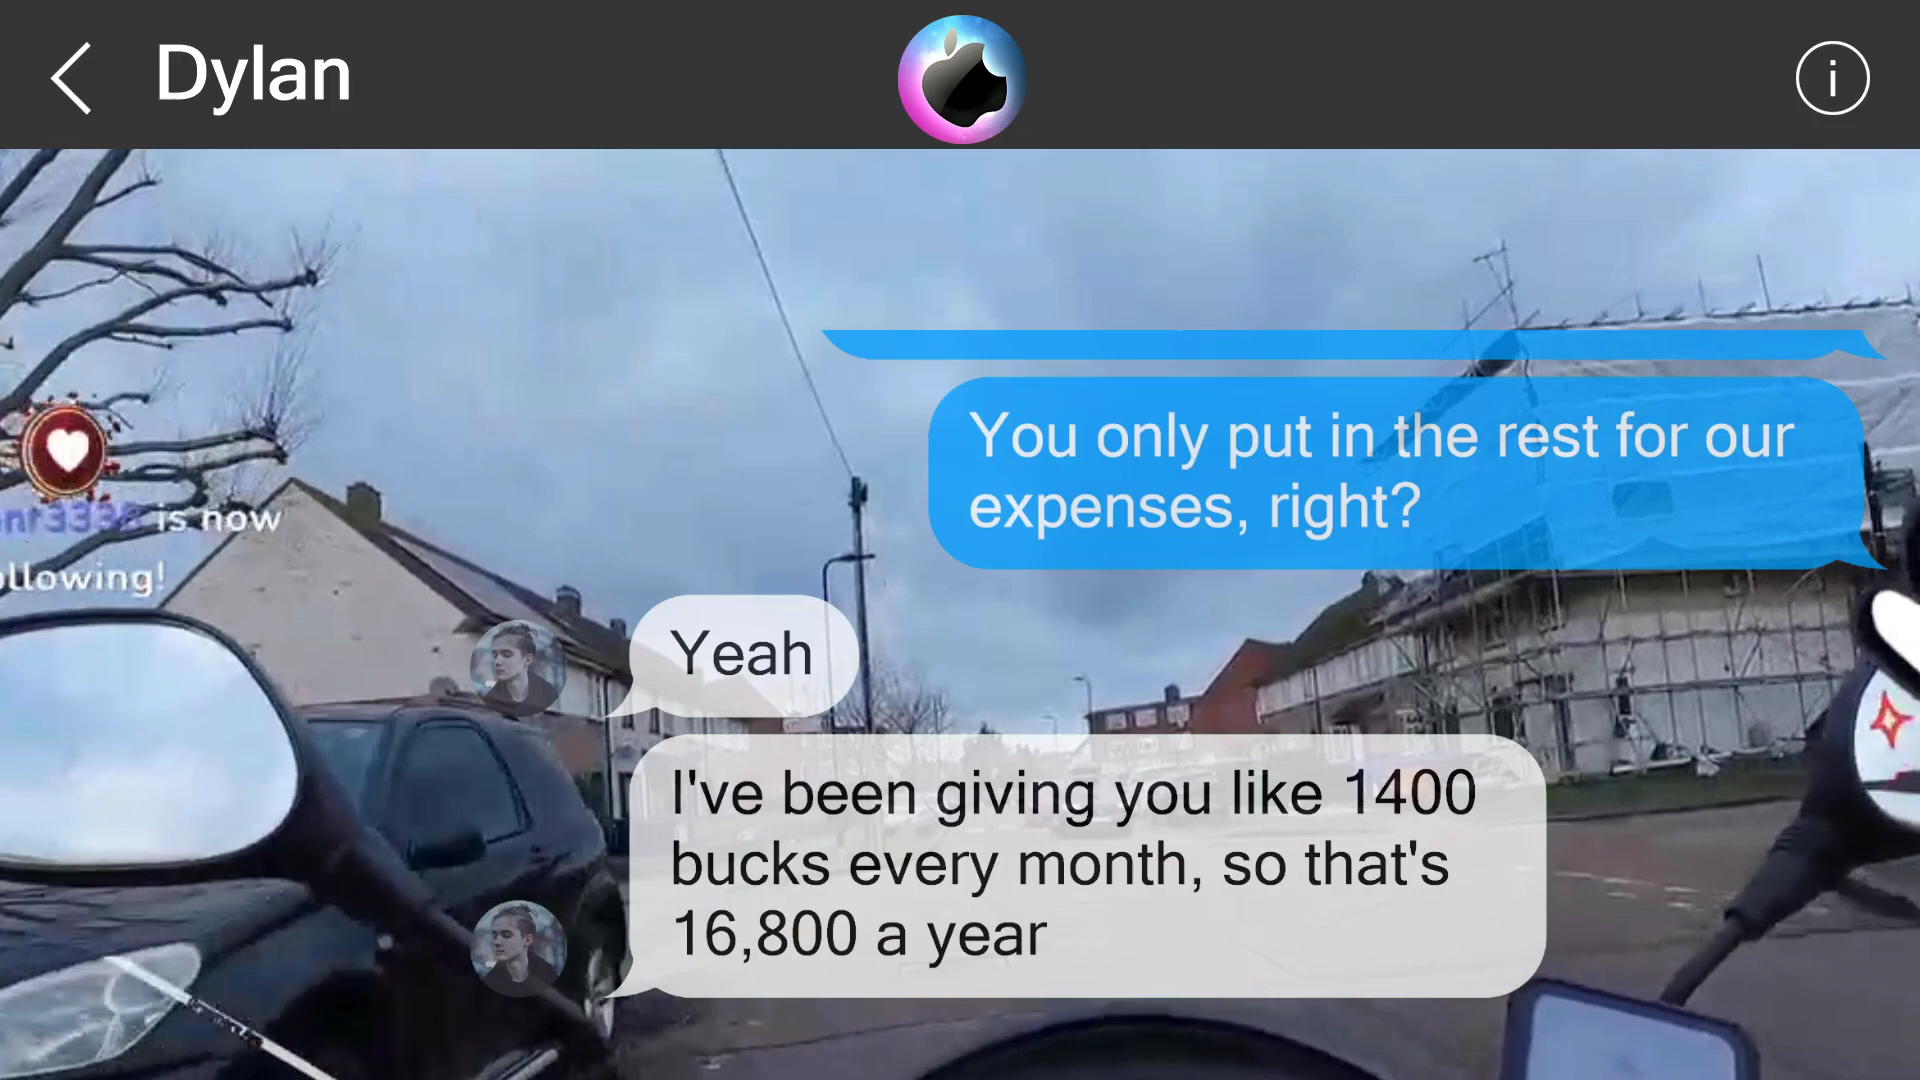 Dylan
You only put in the rest for our
expenses, right?
is now
ollowing!
Yeah
I've been giving you like 1400
bucks every month, so that's
16,800 a year